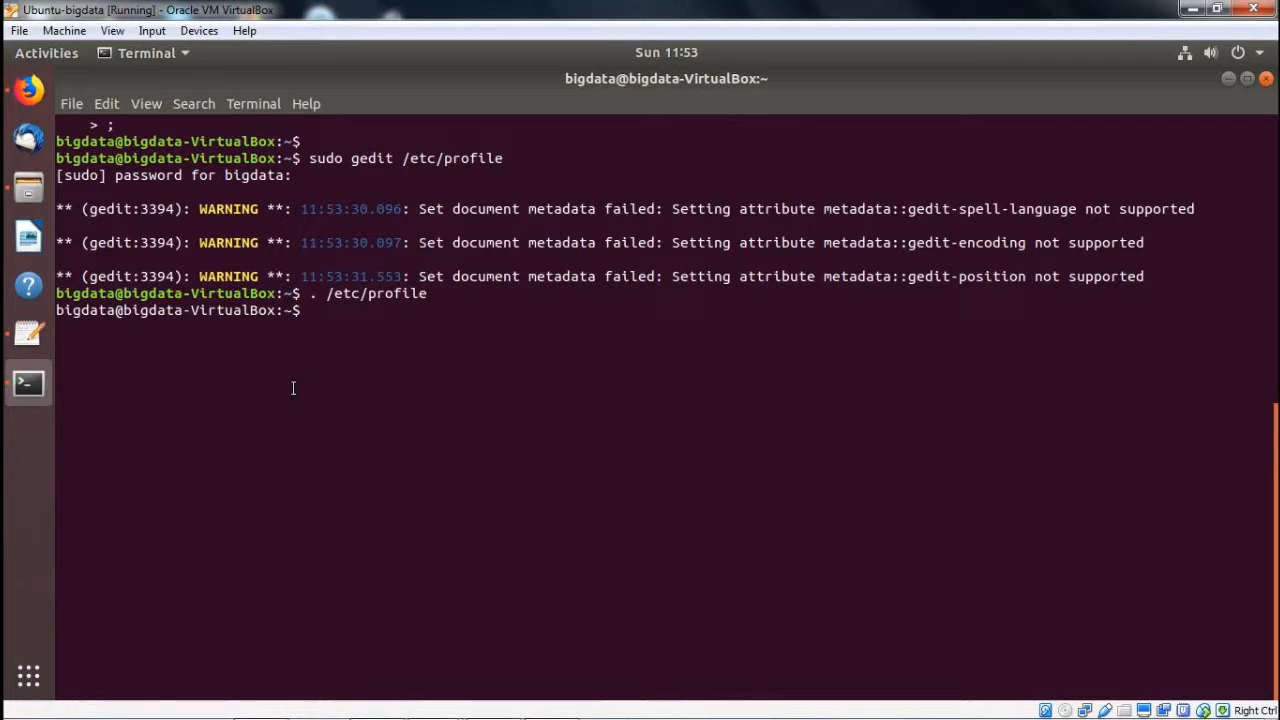 Ubuntu-bigdata [Running] - Oracle VM VirtualBox
File Machine View Input Devices Help
Activities Terminal Sun 11:53
bigdata@bigdata-VirtualBox:~
File Edit View Search Terminal Help
> ;
bigdata@bigdata-VirtualBox:~$
bigdata@bigdata-VirtualBox:~$ sudo gedit /etc/profile
[sudo] password for bigdata:
** (gedit:3394): WARNING **: 11:53:30.096: Set document metadata failed: Setting attribute metadata::gedit-spell-language not supported
** (gedit:3394): WARNING **: 11:53:30.097: Set document metadata failed: Setting attribute metadata::gedit-encoding not supported
** (gedit:3394): WARNING **: 11:53:31.553: Set document metadata failed: Setting attribute metadata::gedit-position not supported
bigdata@bigdata-VirtualBox:~$ . /etc/profile
bigdata@bigdata-VirtualBox:~$
Right Ctrl